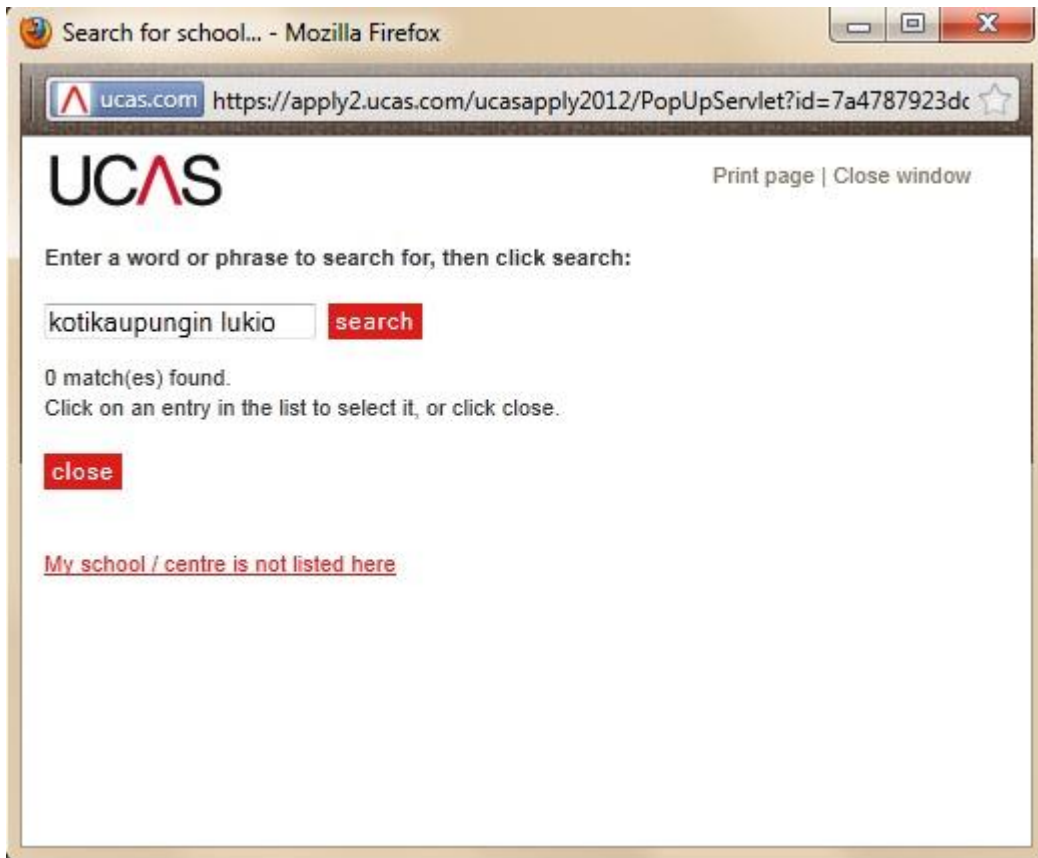 Search for school... - Mozilla Firefox
ucas.com https://apply2.ucas.com/ucasapply2012/PopUpServlet?id=7a4787923dc
UCAS
Print page | Close window
Enter a word or phrase to search for, then click search:
kotikaupungin lukio search
0 match(es) found.
Click on an entry in the list to select it, or click close.
close
My school / centre is not listed here